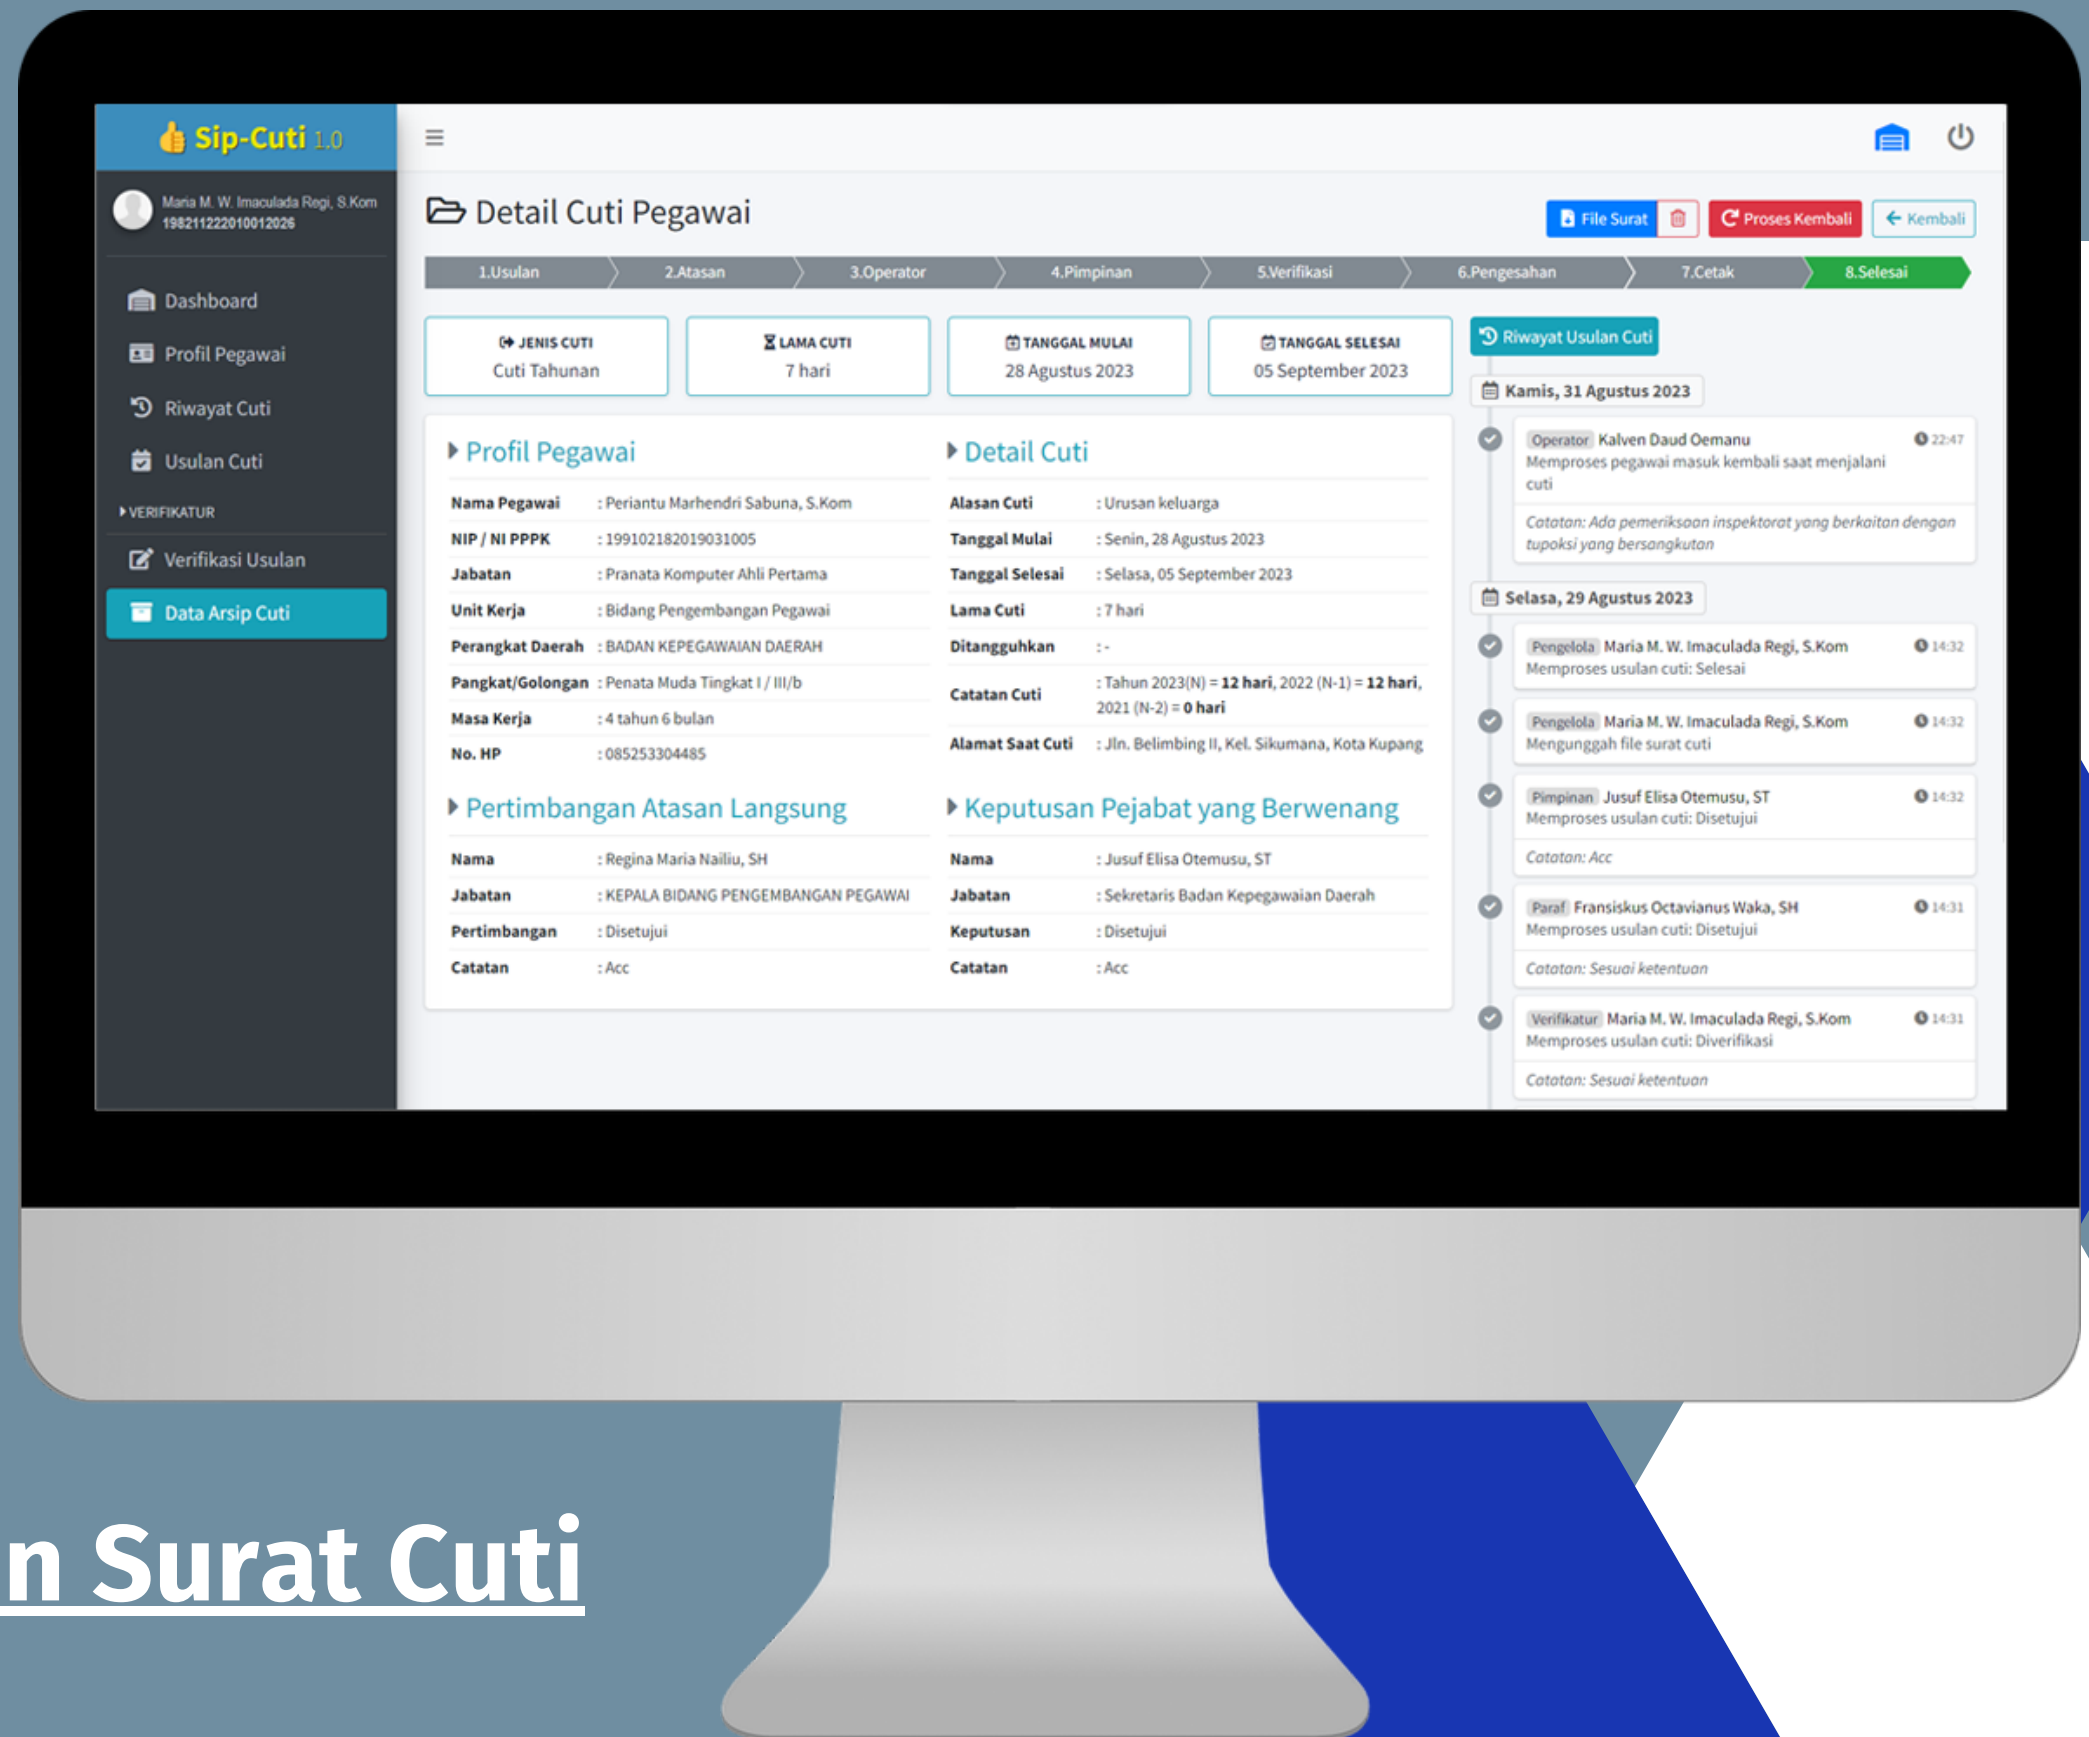 Sip-Cuti 1.0
Maria M. W. Imaculada Regi, S.Kom
198211222010012026
Dashboard
Profil Pegawai
Riwayat Cuti
Usulan Cuti
VERIFIKATUR
Verifikasi Usulan
Data Arsip Cuti
Detail Cuti Pegawai
File Surat
Proses Kembali
Kembali
1.Usulan 2.Atasan 3.Operator 4.Pimpinan 5.Verifikasi 6.Pengesahan 7.Cetak 8.Selesai
JENIS CUTI
Cuti Tahunan
LAMA CUTI
7 hari
TANGGAL MULAI
28 Agustus 2023
TANGGAL SELESAI
05 September 2023
Profil Pegawai
Nama Pegawai : Periantu Marhendri Sabuna, S.Kom
NIP / NI PPPK : 199102182019031005
Jabatan : Pranata Komputer Ahli Pertama
Unit Kerja : Bidang Pengembangan Pegawai
Perangkat Daerah : BADAN KEPEGAWAIAN DAERAH
Pangkat/Golongan : Penata Muda Tingkat I / III/b
Masa Kerja : 4 tahun 6 bulan
No. HP : 085253304485
Detail Cuti
Alasan Cuti : Urusan keluarga
Tanggal Mulai : Senin, 28 Agustus 2023
Tanggal Selesai : Selasa, 05 September 2023
Lama Cuti : 7 hari
Ditangguhkan : -
Catatan Cuti : Tahun 2023(N) = 12 hari, 2022 (N-1) = 12 hari,
2021 (N-2) = 0 hari
Alamat Saat Cuti : Jln. Belimbing II, Kel. Sikumana, Kota Kupang
Pertimbangan Atasan Langsung
Nama : Regina Maria Nailiu, SH
Jabatan : KEPALA BIDANG PENGEMBANGAN PEGAWAI
Pertimbangan : Disetujui
Catatan : Acc
Keputusan Pejabat yang Berwenang
Nama : Jusuf Elisa Otemusu, ST
Jabatan : Sekretaris Badan Kepegawaian Daerah
Keputusan : Disetujui
Catatan : Acc
Riwayat Usulan Cuti
Kamis, 31 Agustus 2023
Operator Kalven Daud Oemanu 22:47
Memproses pegawai masuk kembali saat menjalani
cuti
Catatan: Ada pemeriksaan inspektorat yang berkaitan dengan
tupoksi yang bersangkutan
Selasa, 29 Agustus 2023
Pengelola Maria M. W. Imaculada Regi, S.Kom 14:32
Memproses usulan cuti: Selesai
Pengelola Maria M. W. Imaculada Regi, S.Kom 14:32
Mengunggah file surat cuti
Pimpinan Jusuf Elisa Otemusu, ST 14:32
Memproses usulan cuti: Disetujui
Catatan: Acc
Paraf Fransiskus Octavianus Waka, SH 14:31
Memproses usulan cuti: Disetujui
Catatan: Sesuai ketentuan
Verifikatur Maria M. W. Imaculada Regi, S.Kom 14:31
Memproses usulan cuti: Diverifikasi
Catatan: Sesuai ketentuan
n Surat Cuti